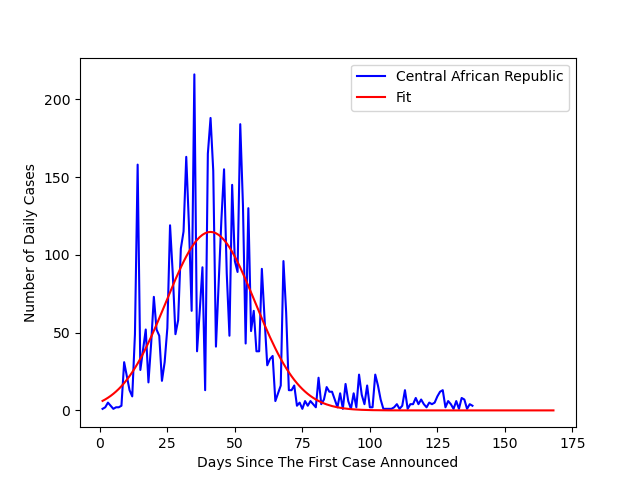 Central African Republic
Fit
Number of Daily Cases
200
150
100
50
0
0 25 50 75 100 125 150 175
Days Since The First Case Announced